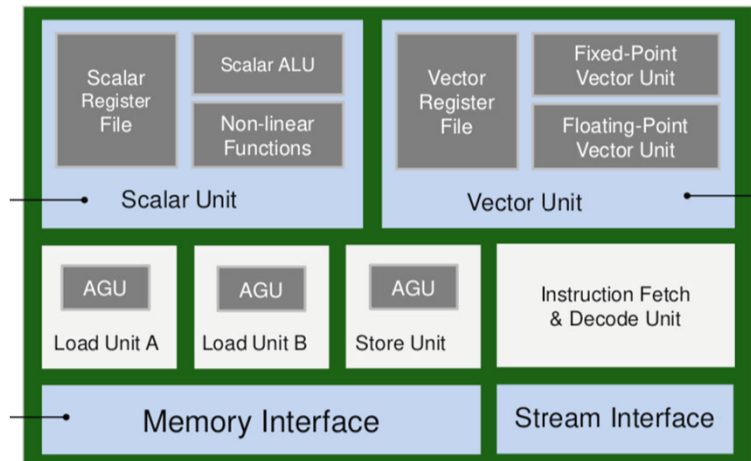 Scalar
Register
File
Scalar ALU
Non-linear
Functions
Scalar Unit
Vector
Register
File
Fixed-Point
Vector Unit
Floating-Point
Vector Unit
Vector Unit
AGU
Load Unit A
AGU
Load Unit B
AGU
Store Unit
Instruction Fetch
& Decode Unit
Memory Interface
Stream Interface